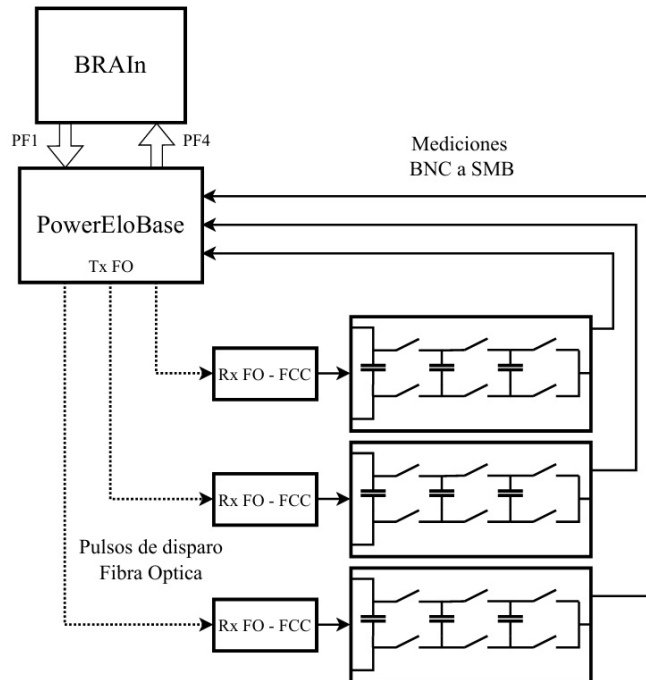 BRAIn
PF1
PF4
Mediciones
BNC a SMB
PowerEloBase
Tx FO
Rx FO - FCC
Rx FO - FCC
Pulsos de disparo
Fibra Optica
Rx FO - FCC